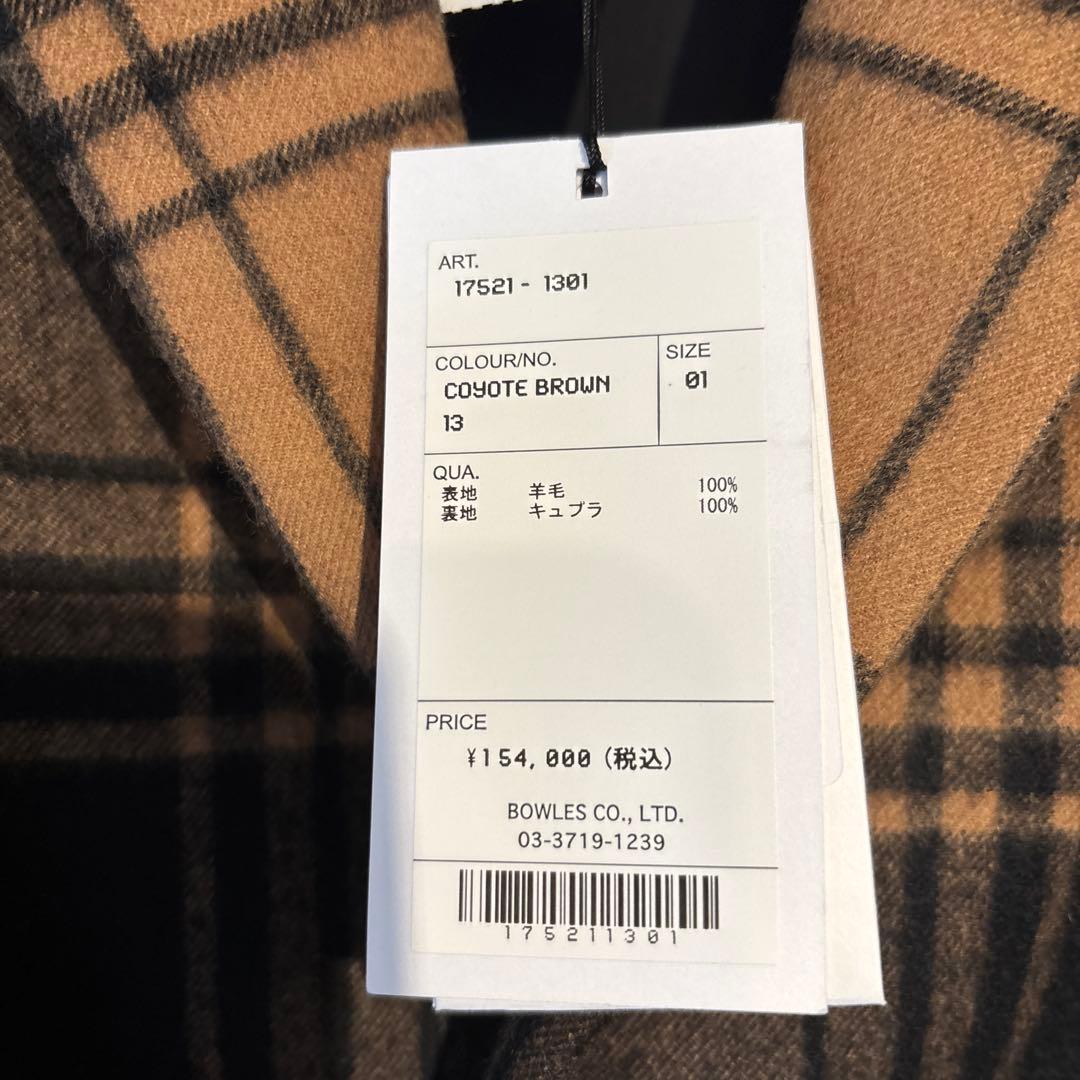 ART.
17521 - 1301
COLOUR/NO.
COYOTE BROWN
13
SIZE
01
QUA.
表地 羊毛 100%
裏地 キュプラ 100%
PRICE
¥154,000 (税込)
BOWLES CO., LTD.
03-3719-1239
175211301